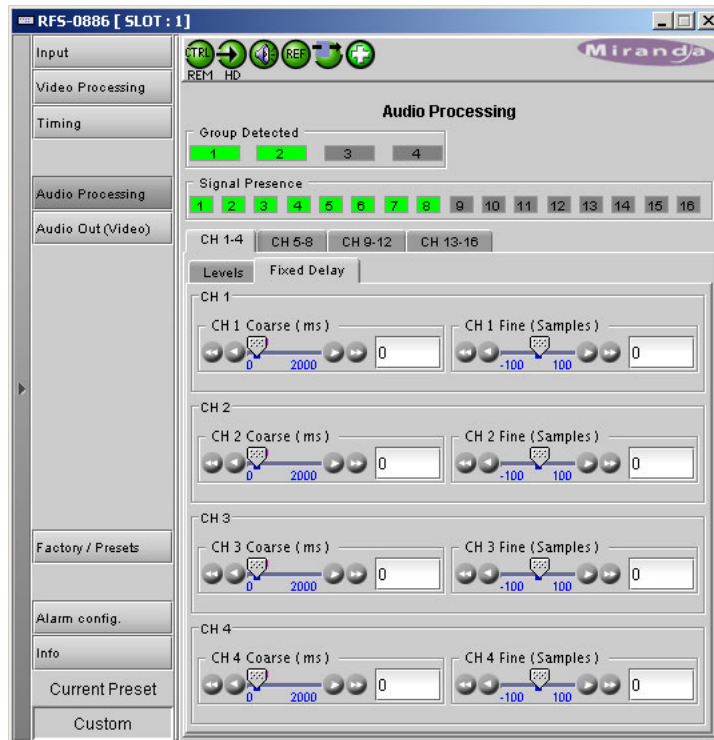 RFS-0886 [ SLOT : 1]
Input
Video Processing
Timing
Audio Processing
Audio Out (Video)
Factory / Presets
Alarm config.
Info
Current Preset
Custom
CTRL REF
REM HD
Miranda
Audio Processing
Group Detected
1 2 3 4
Signal Presence
1 2 3 4 5 6 7 8 9 10 11 12 13 14 15 16
CH 1-4 CH 5-8 CH 9-12 CH 13-16
Levels Fixed Delay
CH 1
CH 1 Coarse (ms) CH 1 Fine (Samples)
0 0
0 2000 -100 100
CH 2
CH 2 Coarse (ms) CH 2 Fine (Samples)
0 0
0 2000 -100 100
CH 3
CH 3 Coarse (ms) CH 3 Fine (Samples)
0 0
0 2000 -100 100
CH 4
CH 4 Coarse (ms) CH 4 Fine (Samples)
0 0
0 2000 -100 100